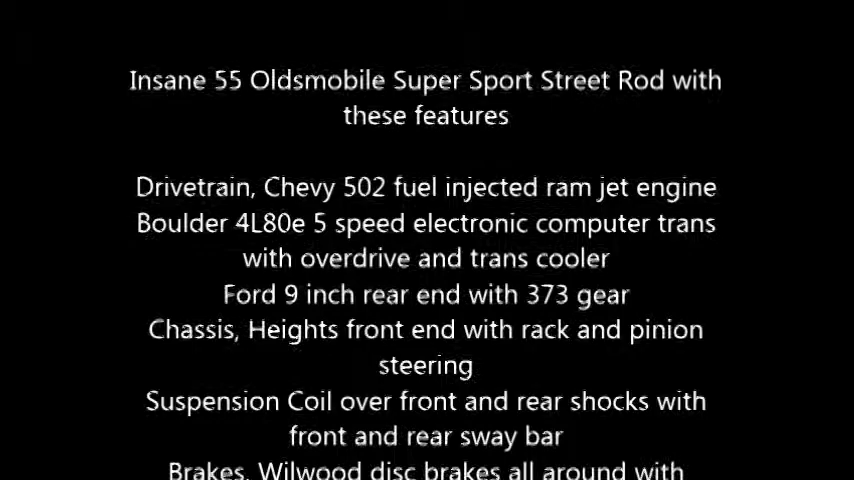 Insane 55 Oldsmobile Super Sport Street Rod with
these features
Drivetrain, Chevy 502 fuel injected ram jet engine
Boulder 4L80e 5 speed electronic computer trans
with overdrive and trans cooler
Ford 9 inch rear end with 373 gear
Chassis, Heights front end with rack and pinion
steering
Suspension Coil over front and rear shocks with
front and rear sway bar
Brakes, Wilwood disc brakes all around with